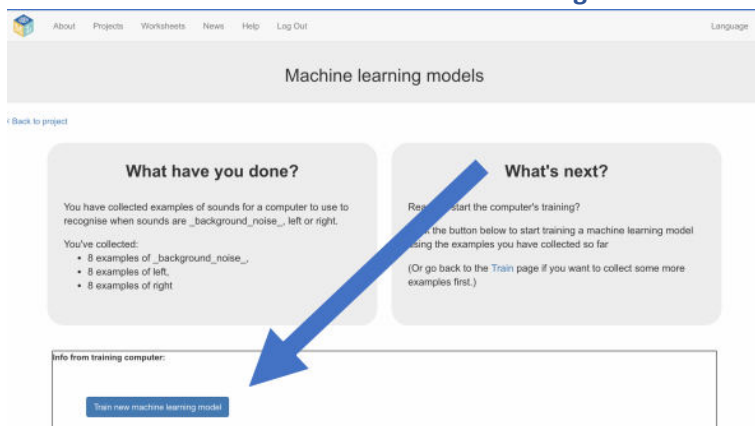 About Projects Worksheets News Help Log Out Language
Machine learning models
Back to project
What have you done?
You have collected examples of sounds for a computer to use to
recognise when sounds are _background_noise_, left or right.
You've collected:
• 8 examples of _background_noise_,
• 8 examples of left,
• 8 examples of right
What's next?
start the computer's training?
the button below to start training a machine learning model
using the examples you have collected so far
(Or go back to the Train page if you want to collect some more
examples first.)
Info from training computer:
Train new machine learning model